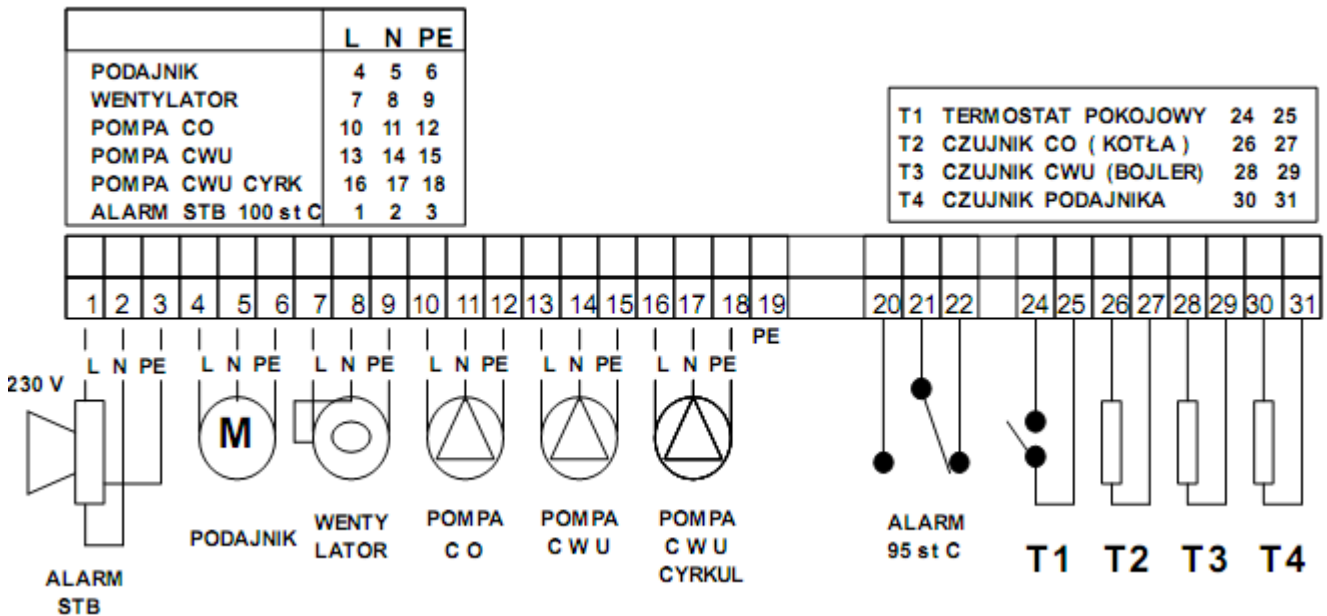 L N PE
PODAJNIK 4 5 6
WENTYLATOR 7 8 9
POMPA CO 10 11 12
POMPA CWU 13 14 15
POMPA CWU CYRK 16 17 18
ALARM STB 100 st C 1 2 3
T1 TERMOSTAT POKOJOWY 24 25
T2 CZUJNIK CO ( KOTŁA ) 26 27
T3 CZUJNIK CWU (BOJLER) 28 29
T4 CZUJNIK PODAJNIKA 30 31
1 2 3 4 5 6 7 8 9 10 11 12 13 14 15 16 17 18 19 20 21 22 24 25 26 27 28 29 30 31
PE
L N PE L N PE L N PE L N PE L N PE L N PE
230 V
M
PODAJNIK
WENTY
LATOR
POMPA
C O
POMPA
C W U
POMPA
C W U
CYRKUL
ALARM
95 st C
T1 T2 T3 T4
ALARM
STB